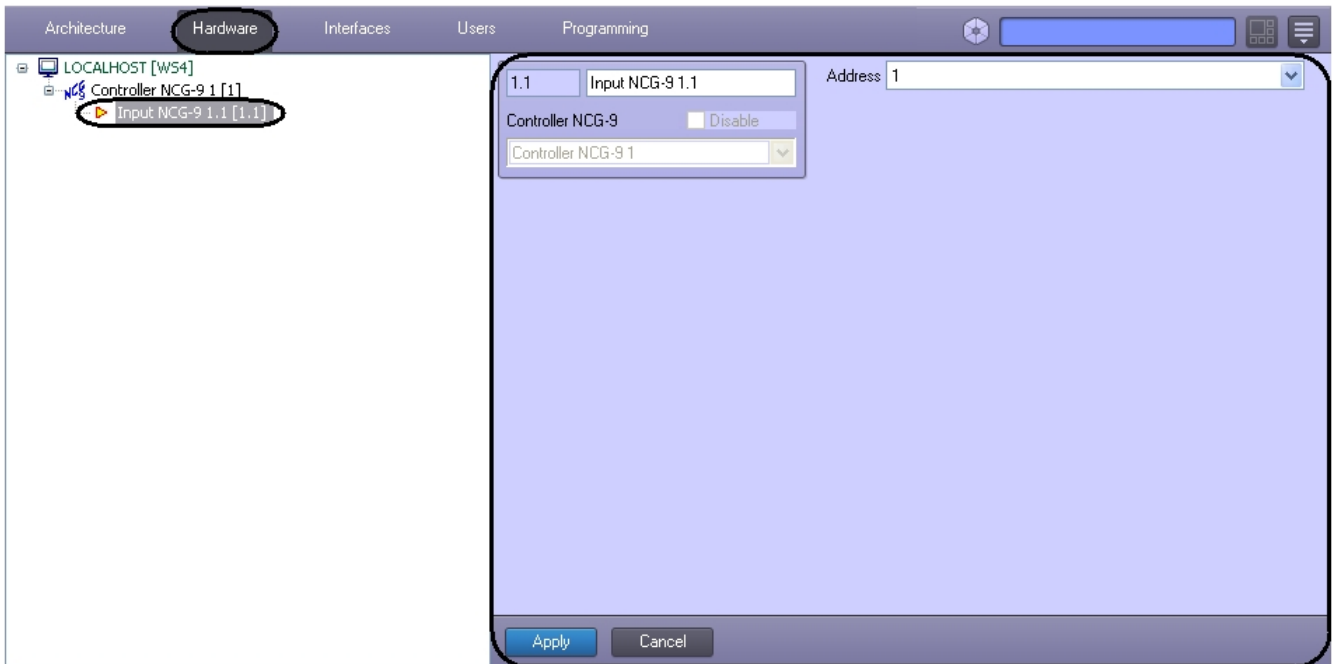 Architecture Hardware Interfaces Users Programming
LOCALHOST [WS4]
NCG Controller NCG-9 1 [1]
Input NCG-9 1.1 [1.1]
1.1 Input NCG-9 1.1
Controller NCG-9 Disable
Controller NCG-9 1
Address 1
Apply Cancel